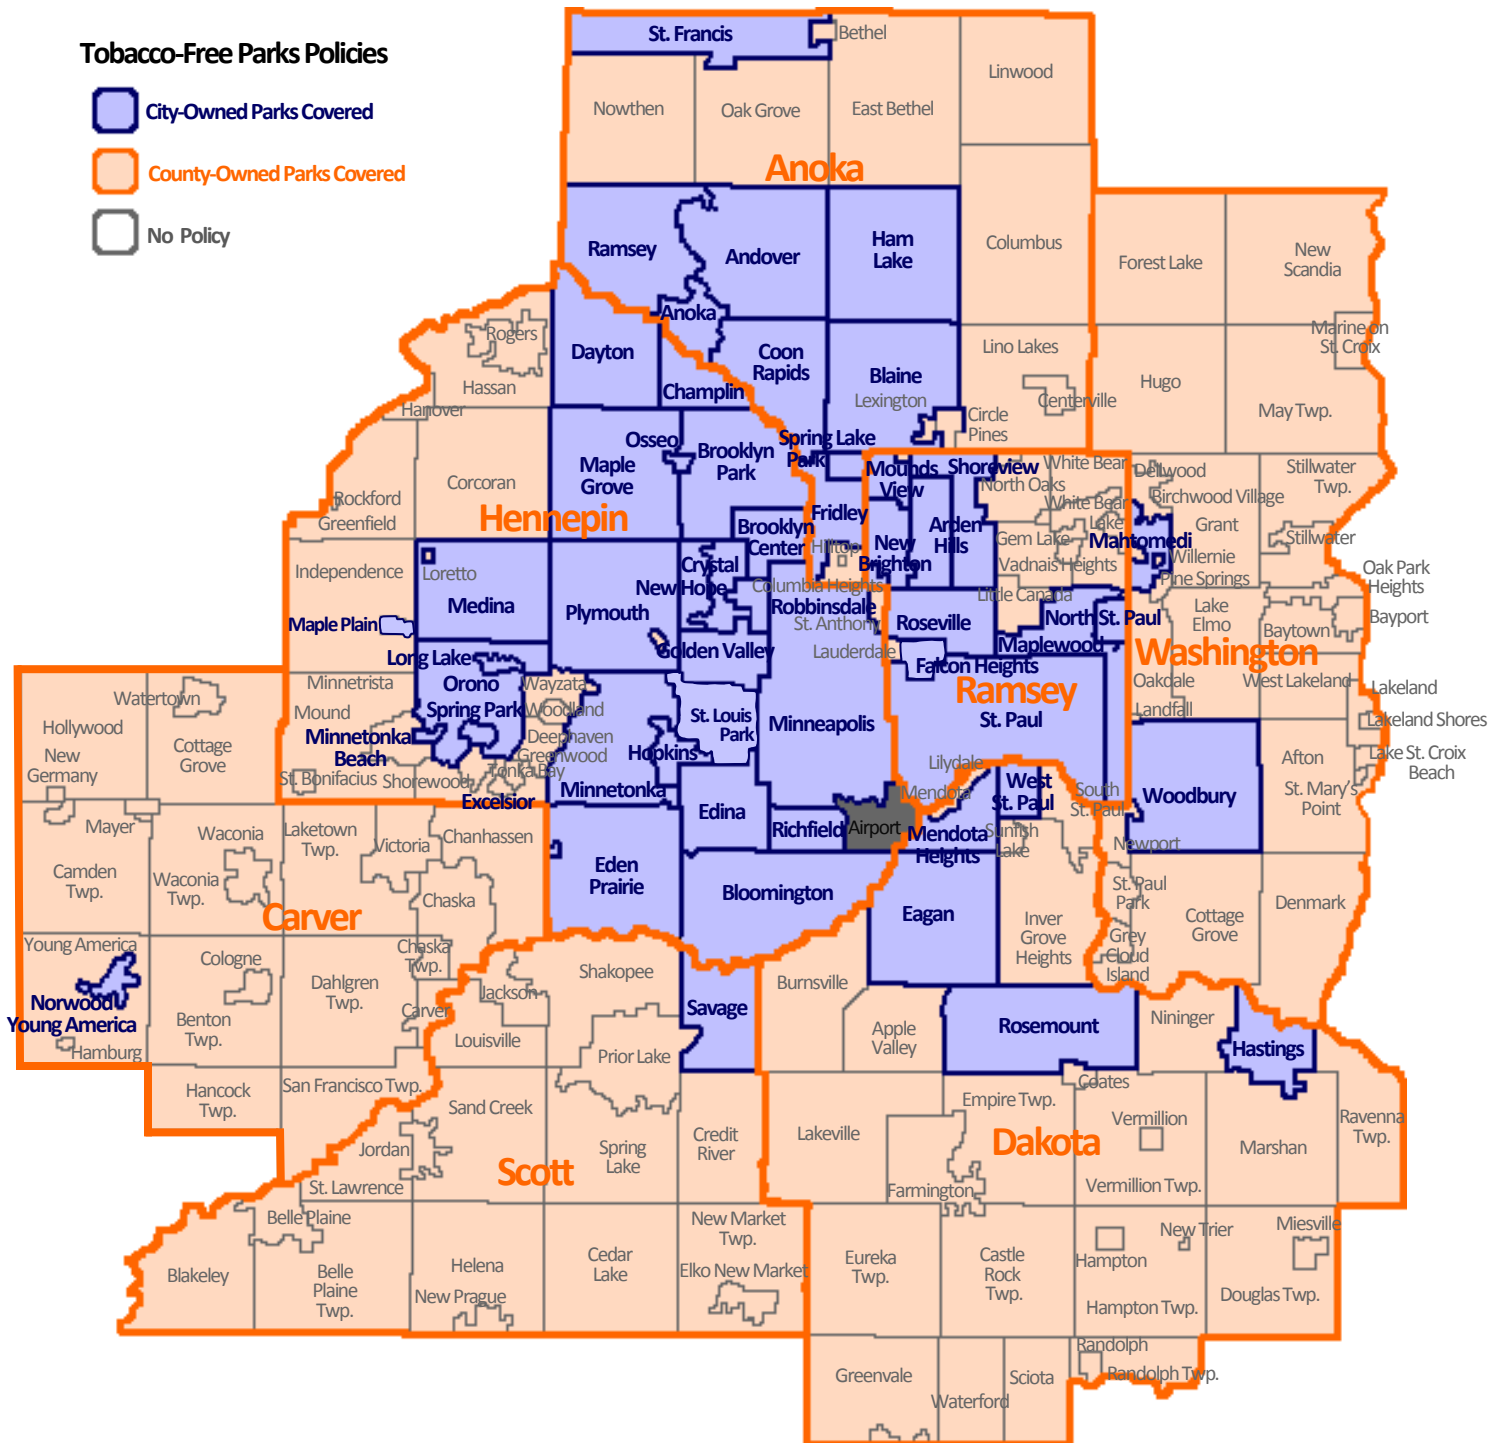 Tobacco-Free Parks Policies
City-Owned Parks Covered
County-Owned Parks Covered
No Policy
St. Francis
Bethel
Linwood
Nowthen
Oak Grove
East Bethel
Anoka
Ramsey
Andover
Ham
Lake
Columbus
Forest Lake
New
Scandia
Anoka
Rogers
Dayton
Coon
Rapids
Lino Lakes
Marine on
St. Croix
Hassan
Champlin
Blaine
Lexington
Centerville
Hugo
May Twp.
Hanover
Circle
Pines
Osseo
Brooklyn
Park
Spring Lake
Park
Maple
Grove
Corcoran
Mounds
View
Shoreview
North Oaks
White Bear
White Bear
Lake
Dellwood
Birchwood Village
Stillwater
Twp.
Rockford
Greenfield
Hennepin
Brooklyn
Center
Fridley
Arden
Hills
Grant
Stillwater
Hilltop
New
Brighton
Gem Lake
Mahtomedi
Willernie
Independence
Loretto
Crystal
New Hope
Columbia Heights
Vadnais Heights
Pine Springs
Oak Park
Heights
Medina
Plymouth
Robbinsdale
Little Canada
Lake
Elmo
Bayport
Maple Plain
St. Anthony
Roseville
North St. Paul
Baytown
Long Lake
Golden Valley
Lauderdale
Maplewood
Falcon Heights
Washington
Minnetrista
Orono
Wayzata
Ramsey
Oakdale
West Lakeland
Lakeland
Watertown
Mound
Spring Park
Woodland
St. Louis
Park
Minneapolis
St. Paul
Landfall
Lakeland Shores
Hollywood
Cottage
Grove
Minnetonka
Beach
Deephaven
Greenwood
Hopkins
Lake St. Croix
Beach
New
Germany
St. Bonifacius
Shorewood
Tonka Bay
Lilydale
Afton
Minnetonka
Mendota
West
St. Paul
South
St. Paul
Woodbury
St. Mary's
Point
Excelsior
Edina
Mayer
Waconia
Laketown
Twp.
Victoria
Chanhassen
Richfield
Airport
Mendota
Heights
Sunfish
Lake
Newport
Camden
Twp.
Waconia
Twp.
Chaska
Eden
Prairie
Bloomington
St. Paul
Park
Carver
Eagan
Inver
Grove
Heights
Cottage
Grove
Denmark
Young America
Cologne
Chaska
Twp.
Grey
Cloud
Island
Dahlgren
Twp.
Shakopee
Burnsville
Jackson
Norwood
Young America
Benton
Twp.
Carver
Savage
Rosemount
Nininger
Hamburg
Louisville
Prior Lake
Apple
Valley
Hastings
Hancock
Twp.
San Francisco Twp.
Coates
Sand Creek
Empire Twp.
Vermillion
Ravenna
Twp.
Jordan
Spring
Lake
Credit
River
Lakeville
Dakota
Marshan
Scott
St. Lawrence
Farmington
Vermillion Twp.
Belle Plaine
New Market
Twp.
New Trier
Miesville
Blakeley
Belle
Plaine
Twp.
Helena
Cedar
Lake
Elko New Market
Eureka
Twp.
Castle
Rock
Twp.
Hampton
New Prague
Hampton Twp.
Douglas Twp.
Randolph
Greenvale
Sciota
Randolph Twp.
Waterford